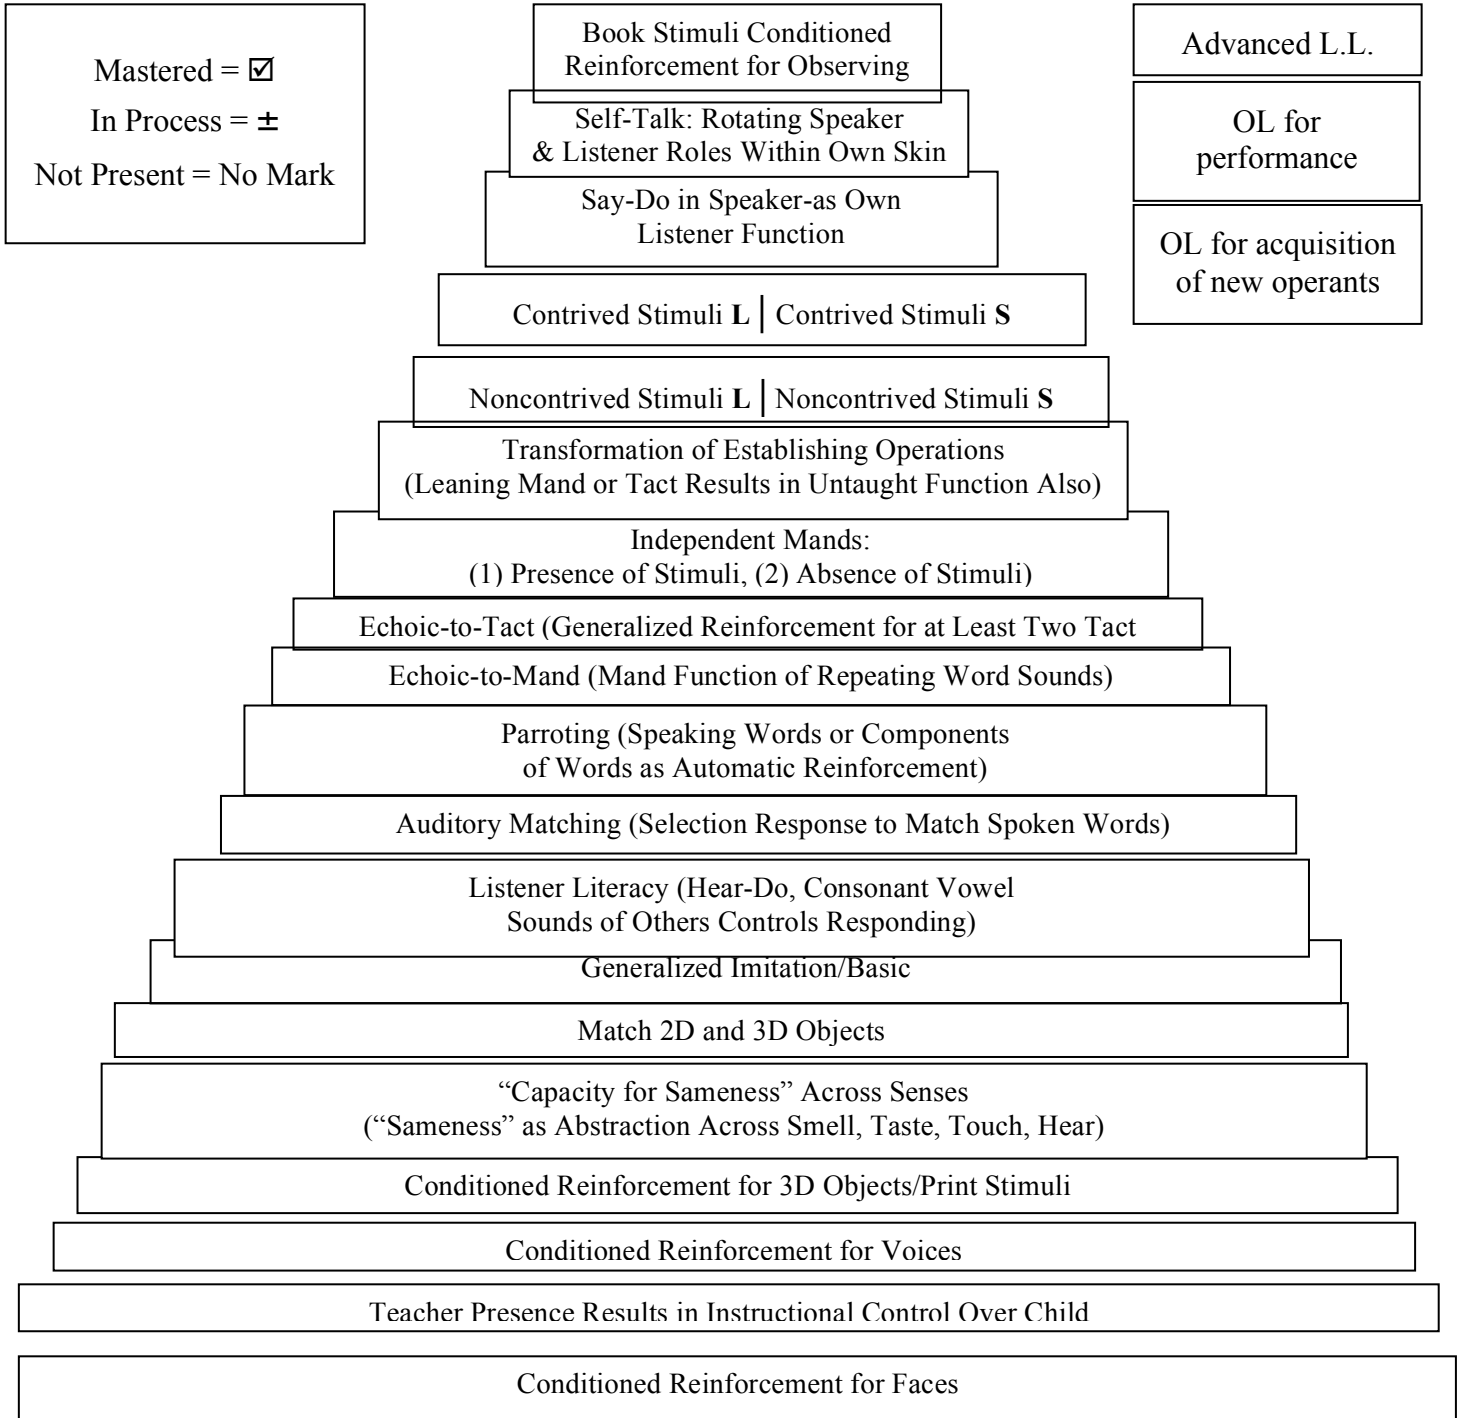 Mastered = ☑
In Process = ±
Not Present = No Mark
Book Stimuli Conditioned
Reinforcement for Observing
Self-Talk: Rotating Speaker
& Listener Roles Within Own Skin
Say-Do in Speaker-as Own
Listener Function
Contrived Stimuli L | Contrived Stimuli S
Noncontrived Stimuli L | Noncontrived Stimuli S
Transformation of Establishing Operations
(Leaning Mand or Tact Results in Untaught Function Also)
Independent Mands:
(1) Presence of Stimuli, (2) Absence of Stimuli)
Echoic-to-Tact (Generalized Reinforcement for at Least Two Tact
Echoic-to-Mand (Mand Function of Repeating Word Sounds)
Parroting (Speaking Words or Components
of Words as Automatic Reinforcement)
Auditory Matching (Selection Response to Match Spoken Words)
Listener Literacy (Hear-Do, Consonant Vowel
Sounds of Others Controls Responding)
Generalized Imitation/Basic
Match 2D and 3D Objects
“Capacity for Sameness” Across Senses
(“Sameness” as Abstraction Across Smell, Taste, Touch, Hear)
Conditioned Reinforcement for 3D Objects/Print Stimuli
Conditioned Reinforcement for Voices
Teacher Presence Results in Instructional Control Over Child
Conditioned Reinforcement for Faces
Advanced L.L.
OL for
performance
OL for acquisition
of new operants